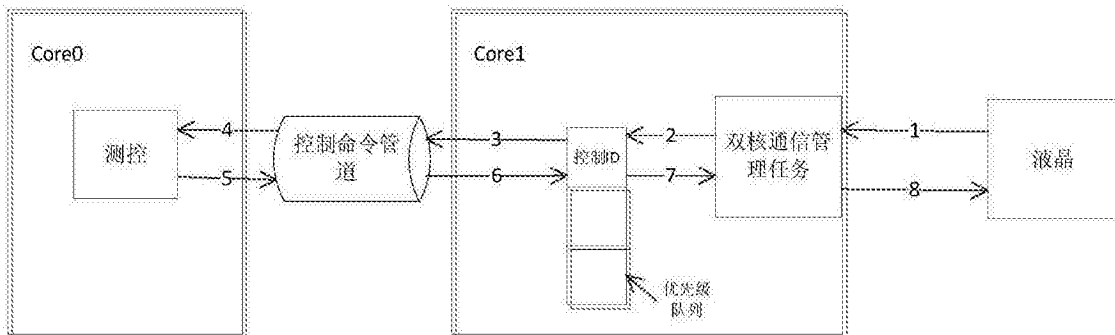 Core0
测控
4
5
控制命令管
道
Core1
3
6
控制ID
2
7
双核通信管
理任务
1
8
液晶
优先级
队列